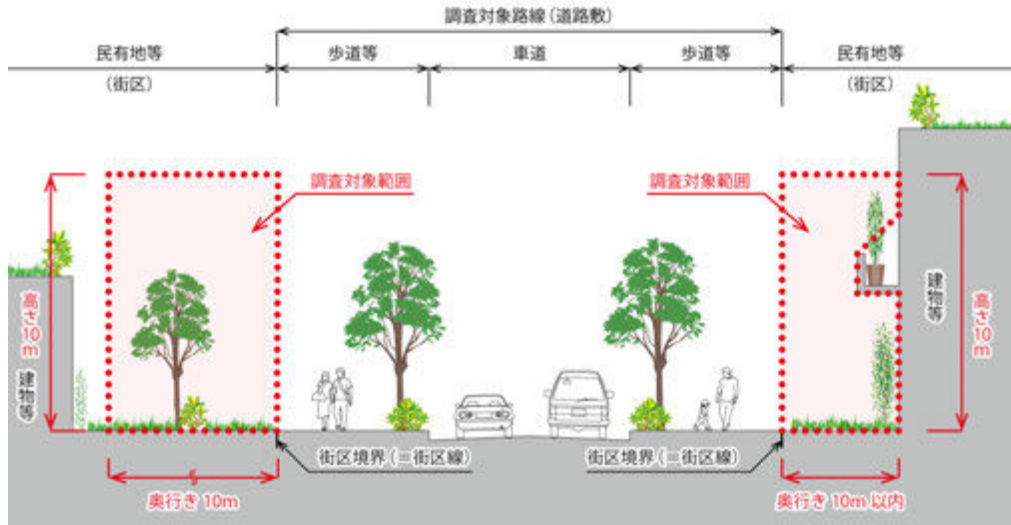 調査対象路線（道路敷）
民有地等
歩道等
車道
歩道等
民有地等
（街区）
（街区）
調査対象範囲
調査対象範囲
高さ10m
建物等
建物等
高さ10m
街区境界（＝街区線）
街区境界（＝街区線）
奥行き 10m
奥行き 10m 以内